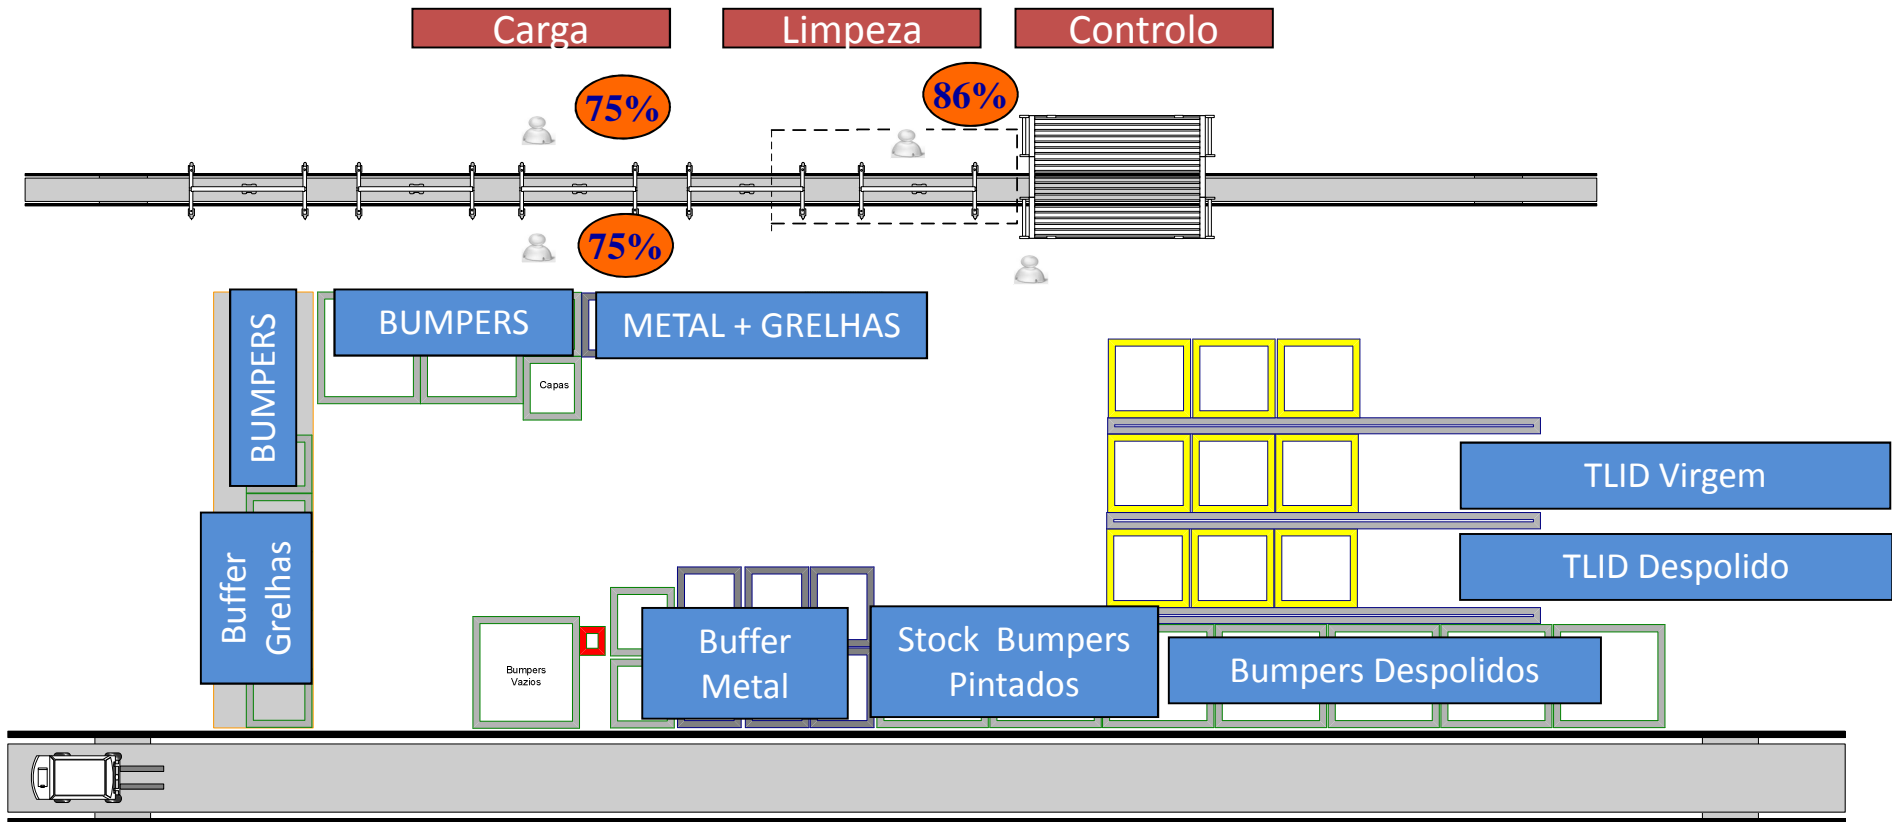 Carga
Limpeza
Controlo
75%
86%
75%
BUMPERS
BUMPERS
METAL + GRELHAS
Capas
TLID Virgem
Buffer
Grelhas
TLID Despolido
Bumpers
Vazios
Buffer
Metal
Stock Bumpers
Pintados
Bumpers Despolidos